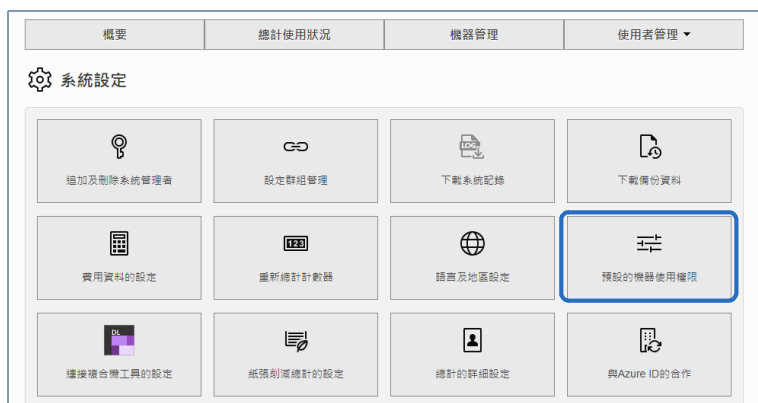 概要
總計使用狀況
機器管理
使用者管理
系統設定
追加及刪除系統管理者
設定群組管理
LOG
下載系統記錄
下載備份資料
費用資料的設定
123
重新總計計數器
語言及地區設定
預設的機器使用權限
DL
連接複合機工具的設定
紙張削減總計的設定
總計的詳細設定
與Azure ID的合作